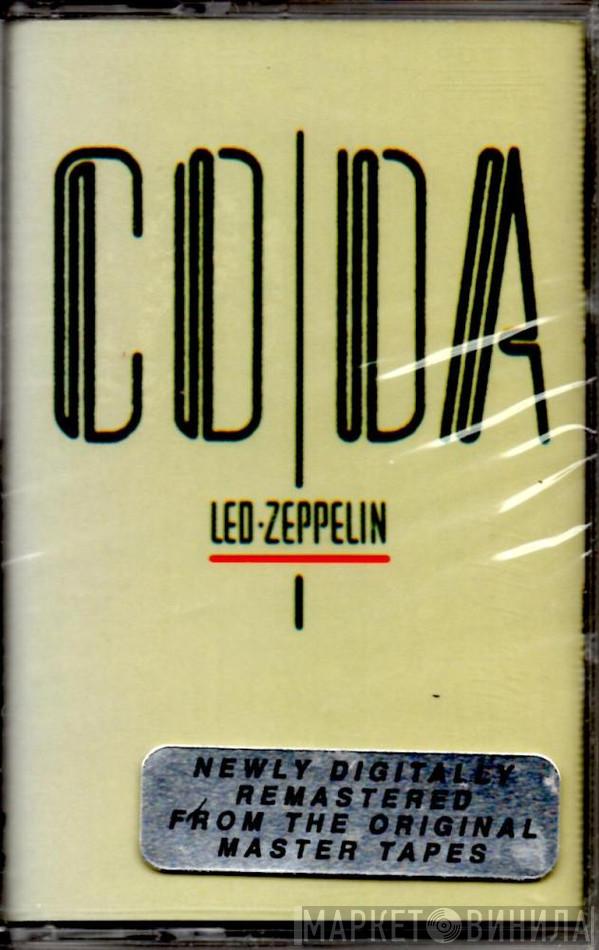 CODA
LED·ZEPPELIN
NEWLY DIGITALLY
REMASTERED
FROM THE ORIGINAL
MASTER TAPES
МАРКЕТ ВИНИЛА